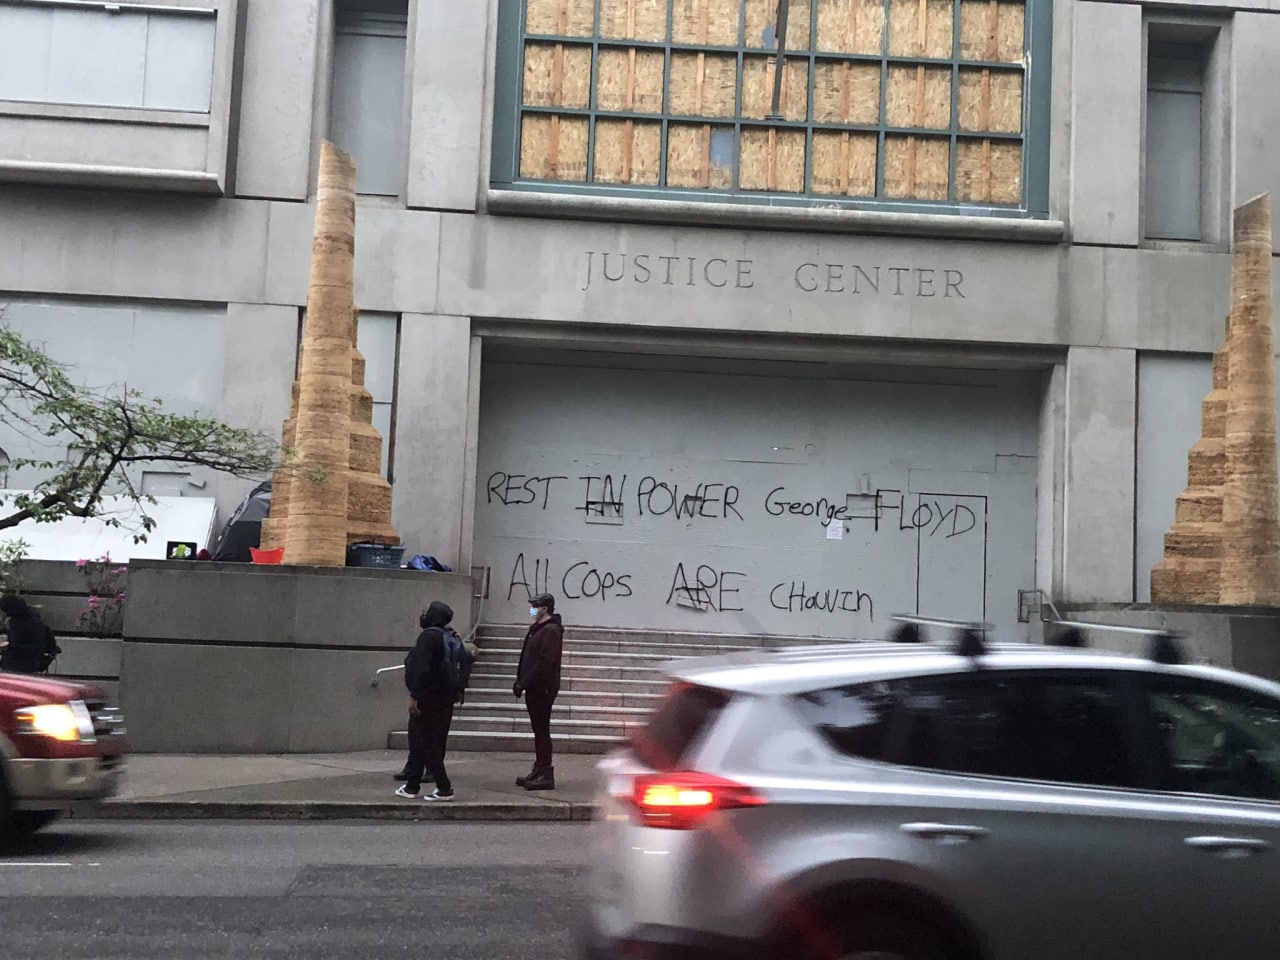 JUSTICE CENTER
REST IN POWER George FLOYD
All COPS ARE CHauvin